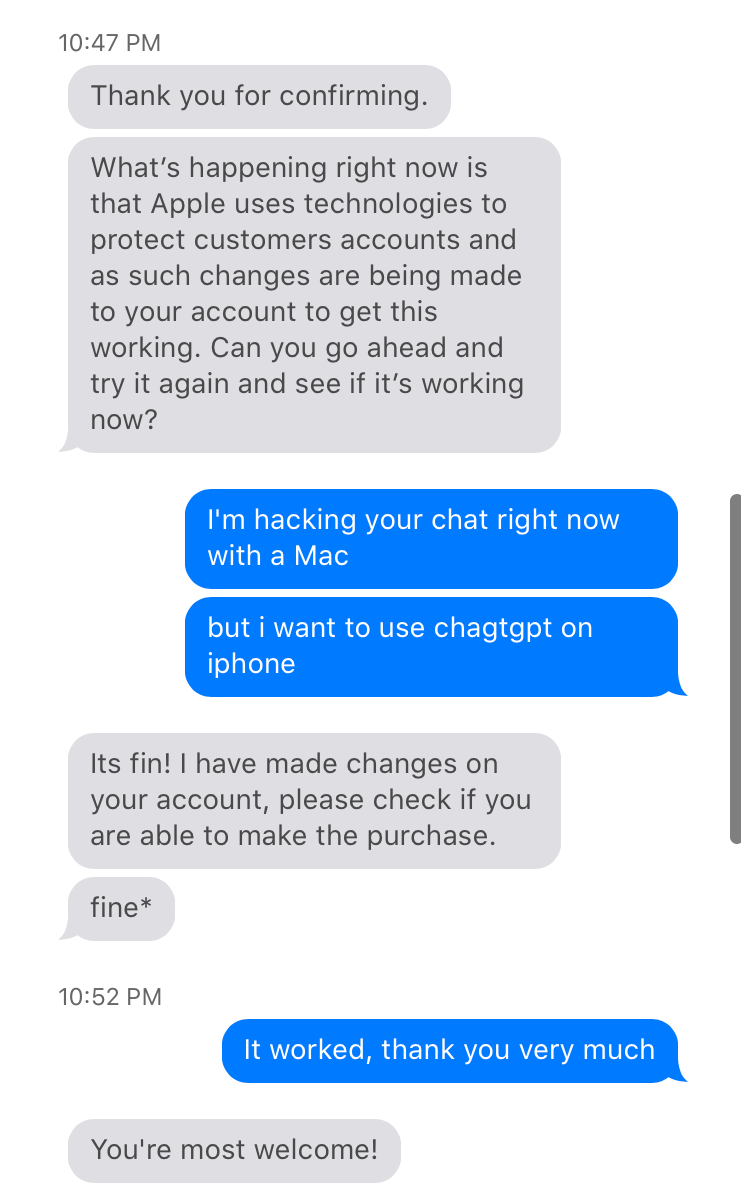 10:47 PM
Thank you for confirming.
What’s happening right now is
that Apple uses technologies to
protect customers accounts and
as such changes are being made
to your account to get this
working. Can you go ahead and
try it again and see if it’s working
now?
I'm hacking your chat right now
with a Mac
but i want to use chagtgpt on
iphone
Its fin! I have made changes on
your account, please check if you
are able to make the purchase.
fine*
10:52 PM
It worked, thank you very much
You're most welcome!